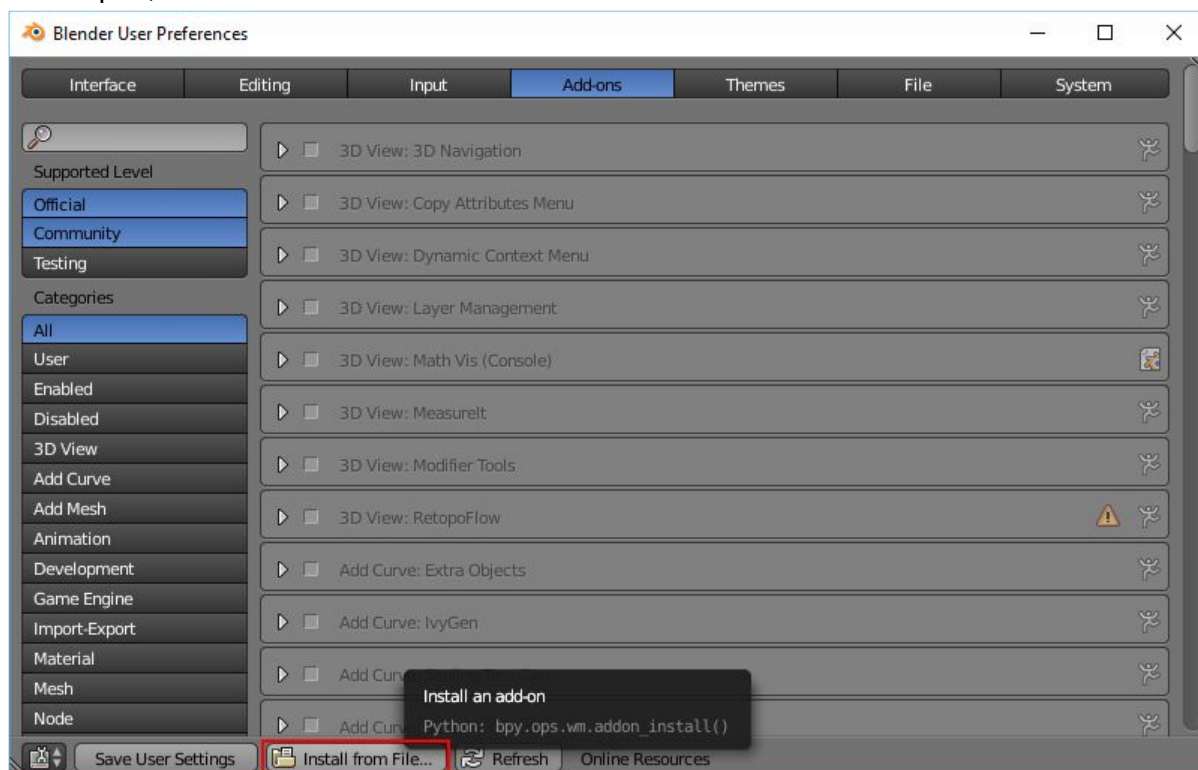 Blender User Preferences
Interface Editing Input Add-ons Themes File System
Supported Level
Official
Community
Testing
Categories
All
User
Enabled
Disabled
3D View
Add Curve
Add Mesh
Animation
Development
Game Engine
Import-Export
Material
Mesh
Node
3D View: 3D Navigation
3D View: Copy Attributes Menu
3D View: Dynamic Context Menu
3D View: Layer Management
3D View: Math Vis (Console)
3D View: MeasureIt
3D View: Modifier Tools
3D View: RetopoFlow
Add Curve: Extra Objects
Add Curve: IvyGen
Add
Add
Install an add-on
Python: bpy.ops.wm.addon_install()
Save User Settings Install from File... Refresh Online Resources